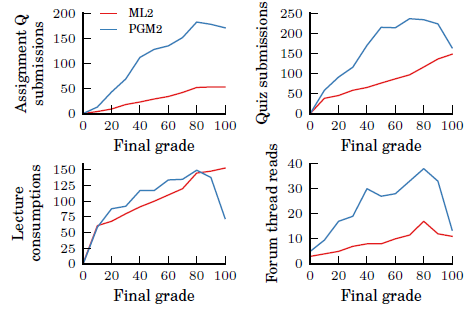 Assignment Q
submissions
200
150
100
50
0
ML2
PGM2
0 20 40 60 80 100
Final grade
Quiz submissions
250
200
150
100
50
0
0 20 40 60 80 100
Final grade
Lecture
consumptions
150
125
100
75
50
25
0
0 20 40 60 80 100
Final grade
Forum thread reads
40
30
20
10
0
0 20 40 60 80 100
Final grade